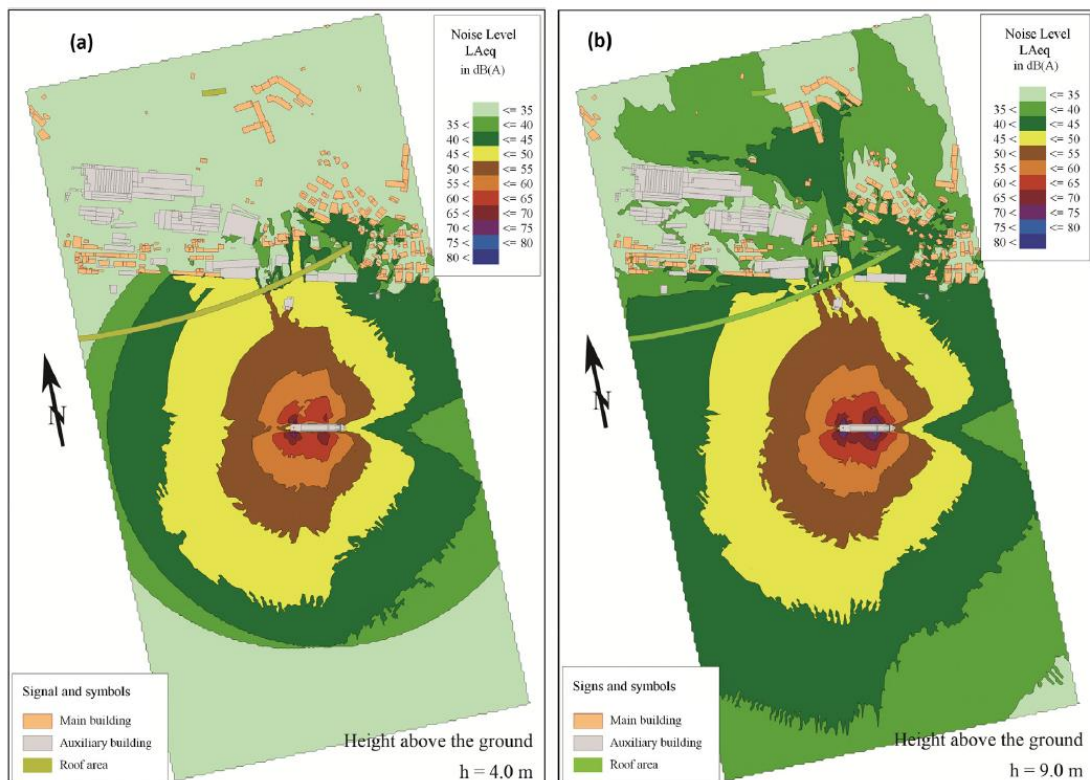 (a)
Noise Level
LAeq
in dB(A)
<= 35
35 < <= 40
40 < <= 45
45 < <= 50
50 < <= 55
55 < <= 60
60 < <= 65
65 < <= 70
70 < <= 75
75 < <= 80
80 <
N
Signal and symbols
Main building
Auxiliary building
Roof area
Height above the ground
h = 4.0 m
(b)
Noise Level
LAeq
in dB(A)
<= 35
35 < <= 40
40 < <= 45
45 < <= 50
50 < <= 55
55 < <= 60
60 < <= 65
65 < <= 70
70 < <= 75
75 < <= 80
80 <
N
Signs and symbols
Main building
Auxiliary building
Roof area
Height above the ground
h = 9.0 m